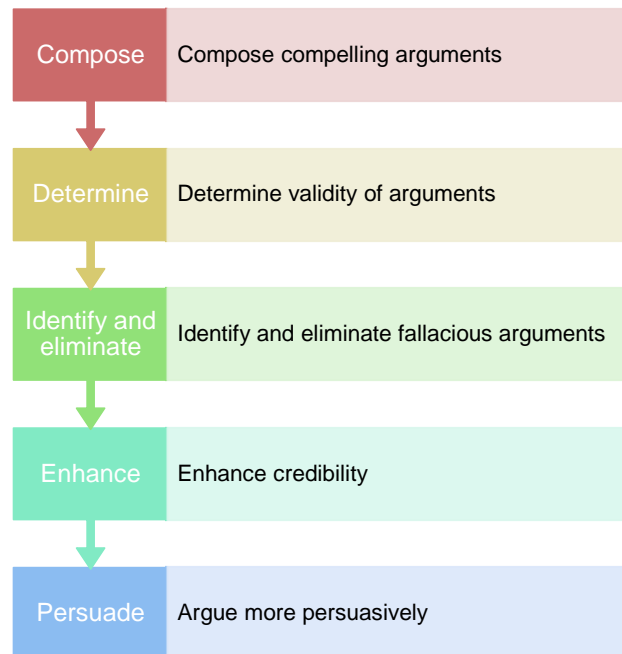 Compose
Compose compelling arguments
Determine
Determine validity of arguments
Identify and
eliminate
Identify and eliminate fallacious arguments
Enhance
Enhance credibility
Persuade
Argue more persuasively